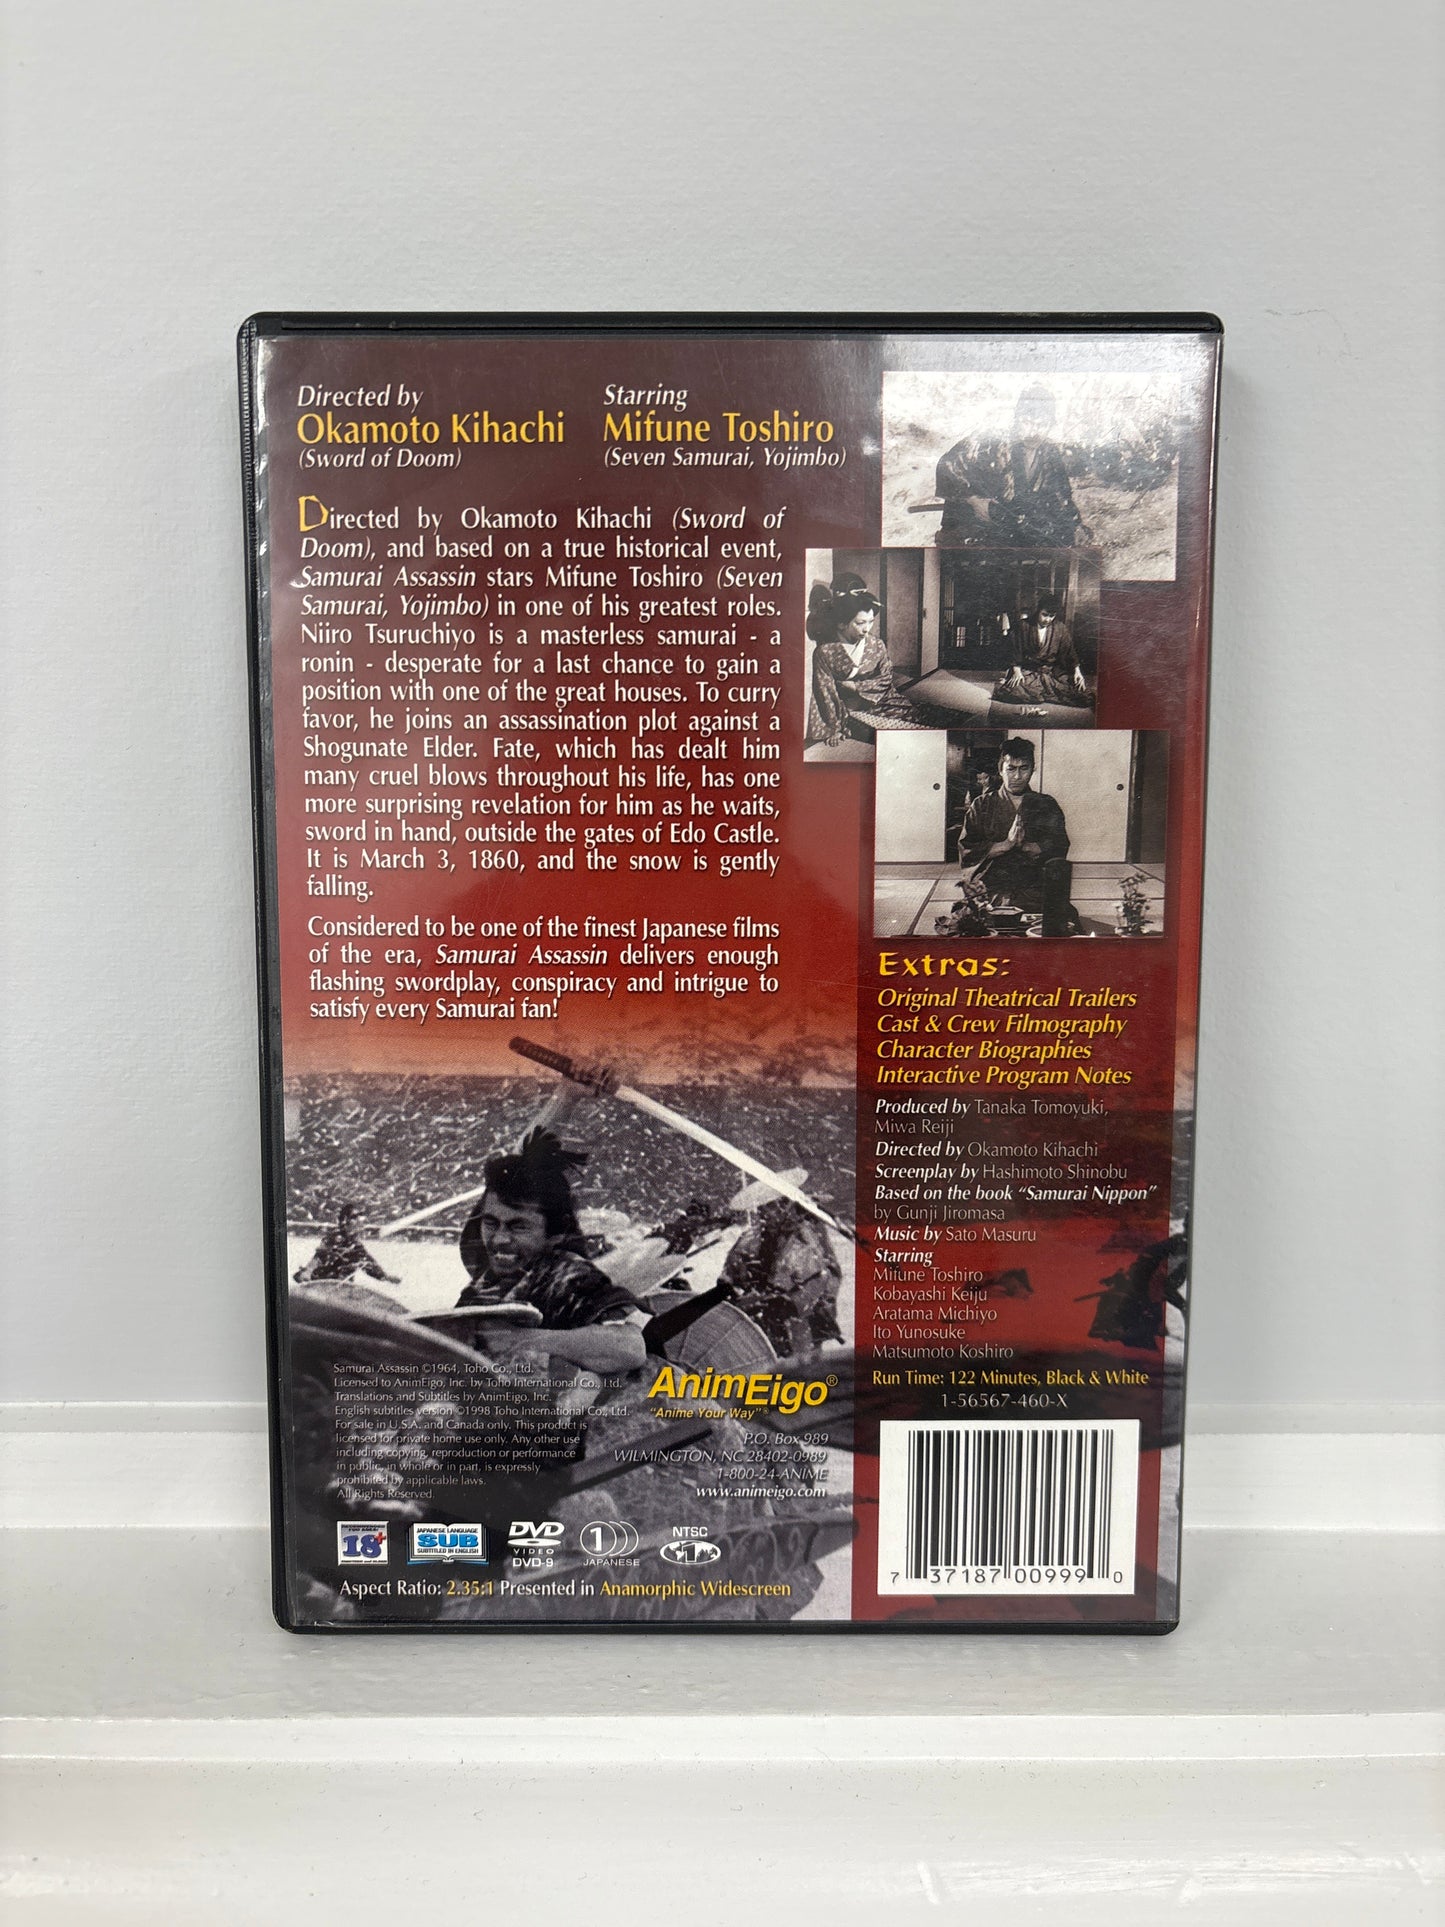 Directed by
Okamoto Kihachi
(Sword of Doom)
Starring
Mifune Toshiro
(Seven Samurai, Yojimbo)
Directed by Okamoto Kihachi (Sword of
Doom), and based on a true historical event,
Samurai Assassin stars Mifune Toshiro (Seven
Samurai, Yojimbo) in one of his greatest roles.
Niiro Tsuruchiyo is a masterless samurai - a
ronin - desperate for a last chance to gain a
position with one of the great houses. To curry
favor, he joins an assassination plot against a
Shogunate Elder. Fate, which has dealt him
many cruel blows throughout his life, has one
more surprising revelation for him as he waits,
sword in hand, outside the gates of Edo Castle.
It is March 3, 1860, and the snow is gently
falling.
Considered to be one of the finest Japanese films
of the era, Samurai Assassin delivers enough
flashing swordplay, conspiracy and intrigue to
satisfy every Samurai fan!
Extras:
Original Theatrical Trailers
Cast & Crew Filmography
Character Biographies
Interactive Program Notes
Produced by Tanaka Tomoyuki,
Miwa Reiji
Directed by Okamoto Kihachi
Screenplay by Hashimoto Shinobu
Based on the book "Samurai Nippon"
by Gunji Jiromasa
Music by Sato Masuru
Starring
Mifune Toshiro
Kobayashi Keiju
Aratama Michiyo
Ito Yunosuke
Matsumoto Koshiro
Run Time: 122 Minutes, Black & White
1-56567-460-X
7 37187 00999 0
Samurai Assassin ©1964, Toho Co., Ltd.
Licensed to AnimEigo, Inc. by Toho International Co., Ltd.
Translations and Subtitles by AnimEigo, Inc.
English subtitles version ©1998 Toho International Co., Ltd.
For sale in U.S.A. and Canada only. This product is
licensed for private home use only. Any other use
including copying, reproduction or performance
in public, in whole or in part, is expressly
prohibited by applicable laws.
All Rights Reserved.
AnimEigo®
"Anime Your Way"®
P.O. Box 989
WILMINGTON, NC 28402-0989
1-800-24-ANIME
www.animeigo.com
18+
JAPANESE LANGUAGE
SUB
SUBTITLED IN ENGLISH
DVD
VIDEO
DVD-9
1
JAPANESE
NTSC
1
Aspect Ratio: 2.35:1 Presented in Anamorphic Widescreen